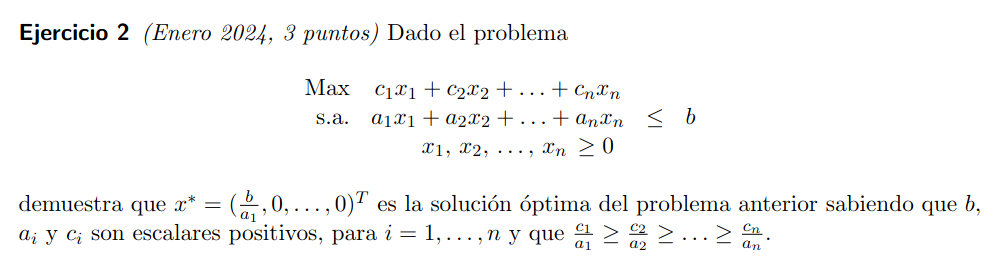 Ejercicio 2 (Enero 2024, 3 puntos) Dado el problema
Max c₁x₁ + c₂x₂ + . . . + cₙxₙ
s.a. a₁x₁ + a₂x₂ + . . . + aₙxₙ ≤ b
x₁, x₂, . . . , xₙ ≥ 0
demuestra que x* = (b/a₁, 0, . . . , 0)ᵀ es la solución óptima del problema anterior sabiendo que b,
aᵢ y cᵢ son escalares positivos, para i = 1, . . . , n y que c₁/a₁ ≥ c₂/a₂ ≥ . . . ≥ cₙ/aₙ.